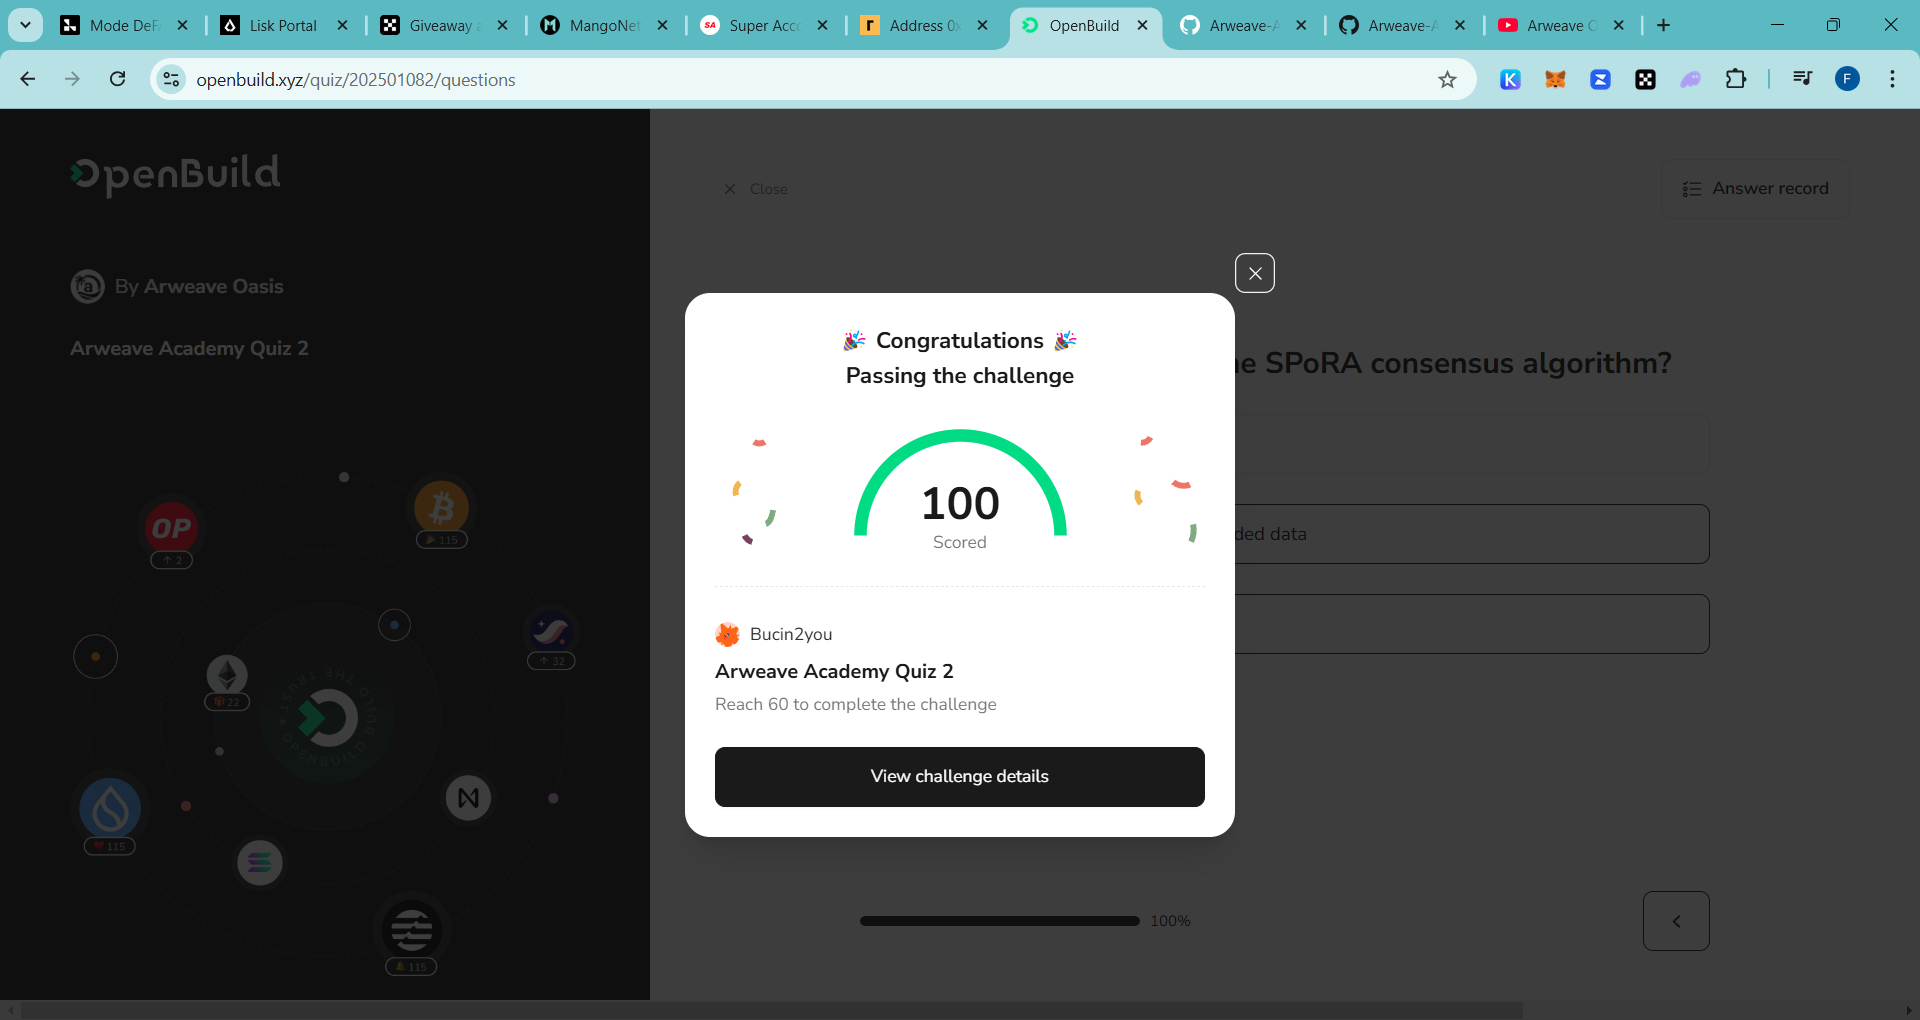 Mode DeF
Lisk Portal
Giveaway a
MangoNet
Super Acco
Address 0x
OpenBuild
Arweave-A
Arweave-A
Arweave O
openbuild.xyz/quiz/202501082/questions
F
OpenBuild
Close
Answer record
By Arweave Oasis
Arweave Academy Quiz 2
🎉 Congratulations 🎉
Passing the challenge
100
Scored
Bucin2you
Arweave Academy Quiz 2
Reach 60 to complete the challenge
View challenge details
he SPoRA consensus algorithm?
ded data
100%
OP
2
115
32
22
115
115